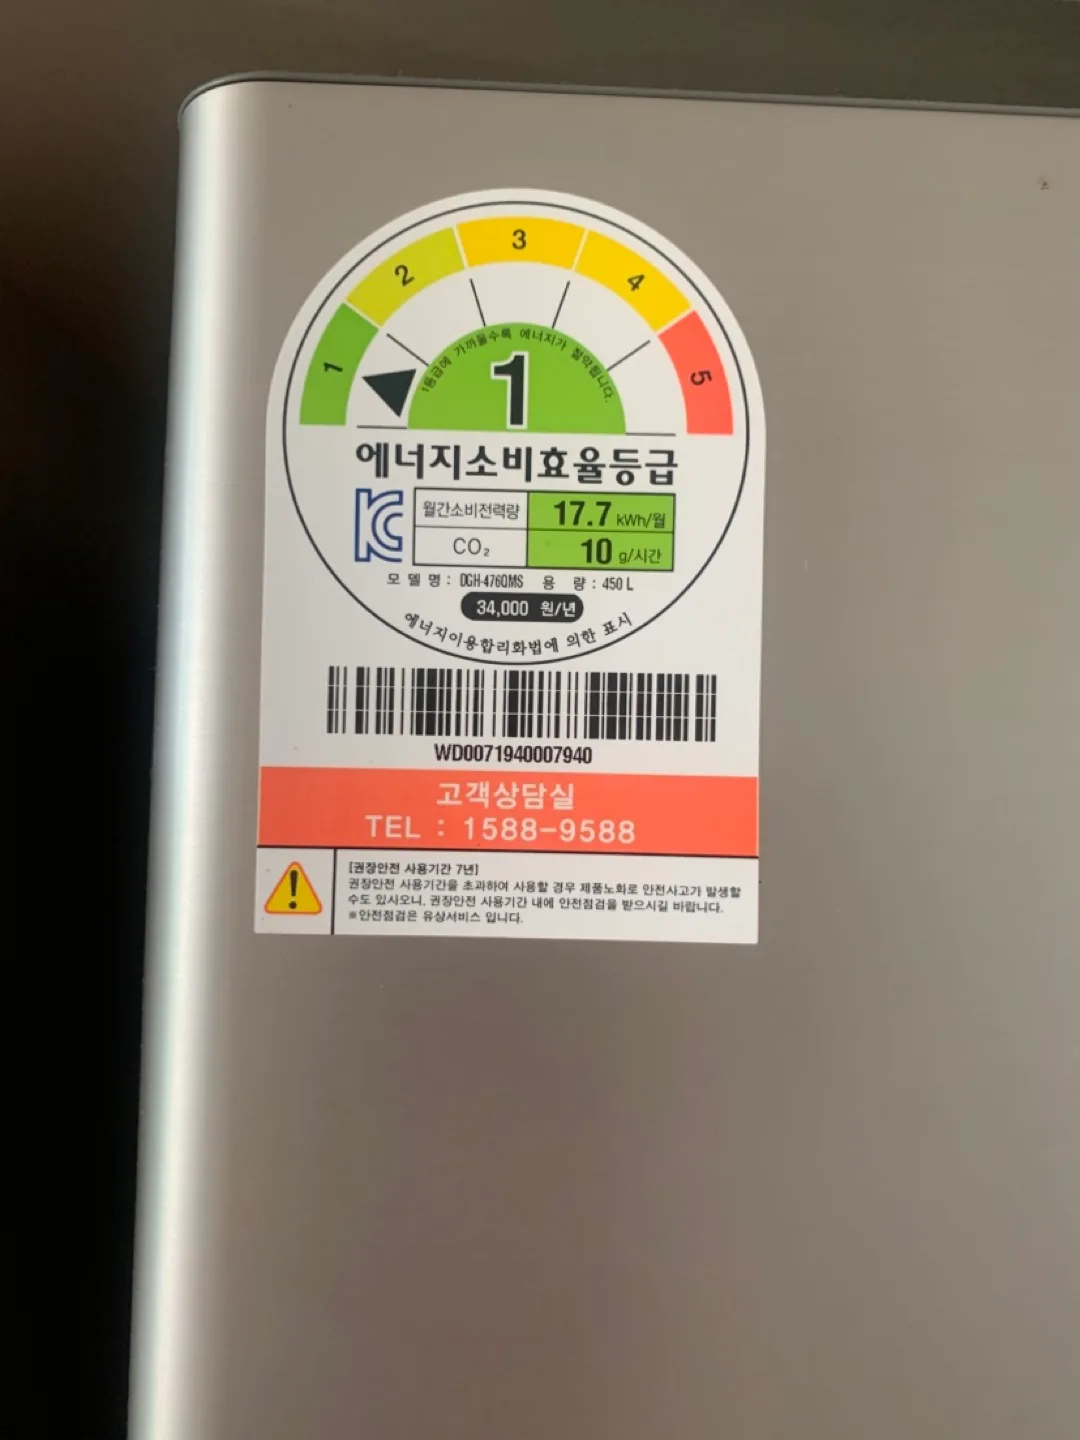 1
2
3
4
5
1등급에 가까울수록 에너지가 절약됩니다.
1
에너지소비효율등급
KC
월간소비전력량 17.7 kWh/월
CO₂ 10 g/시간
모 델 명 : DGH-476QMS 용 량 : 450 L
34,000 원/년
에너지이용합리화법에 의한 표시
WD0071940007940
고객상담실
TEL : 1588-9588
[권장안전 사용기간 7년]
권장안전 사용기간을 초과하여 사용할 경우 제품노화로 안전사고가 발생할
수도 있사오니, 권장안전 사용기간 내에 안전점검을 받으시길 바랍니다.
※안전점검은 유상서비스 입니다.